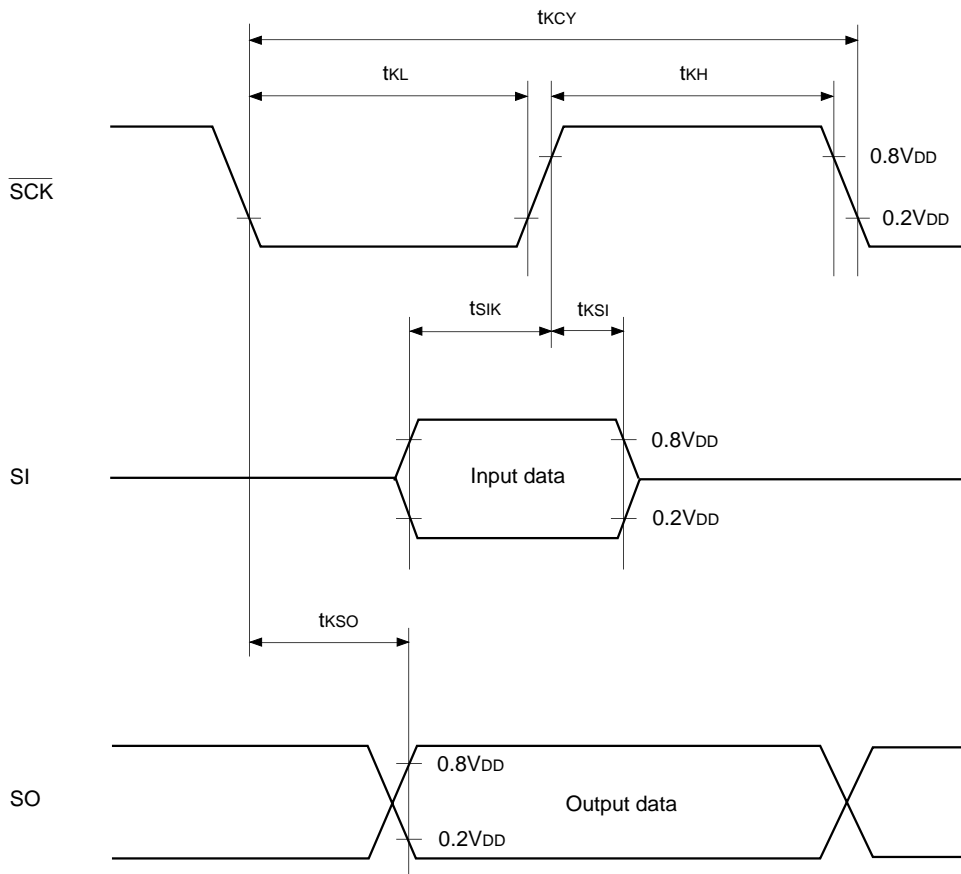 tKCY
tKL
tKH
0.8VDD
SCK
0.2VDD
tSIK
tKSI
0.8VDD
SI
Input data
0.2VDD
tKSO
0.8VDD
SO
Output data
0.2VDD